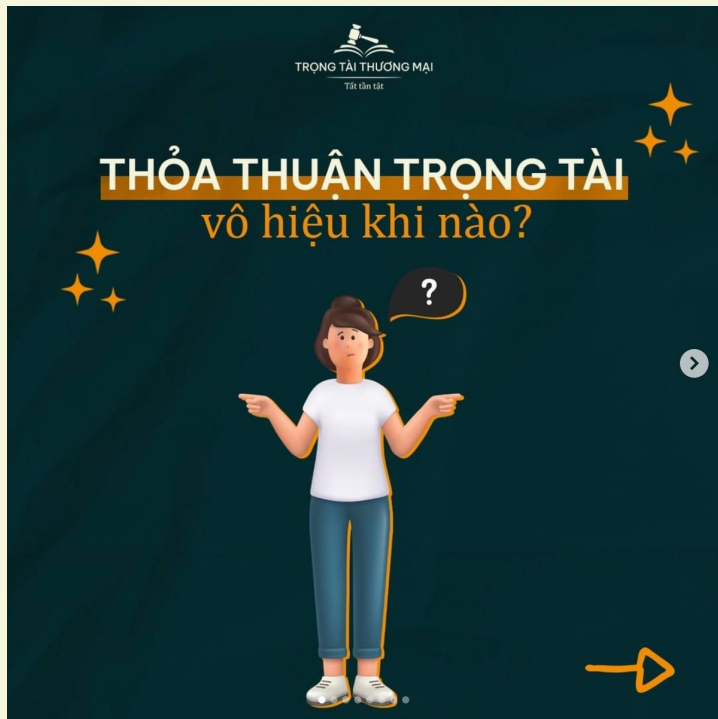 TRỌNG TÀI THƯƠNG MẠI
Tất tần tật
THỎA THUẬN TRỌNG TÀI
vô hiệu khi nào?
?